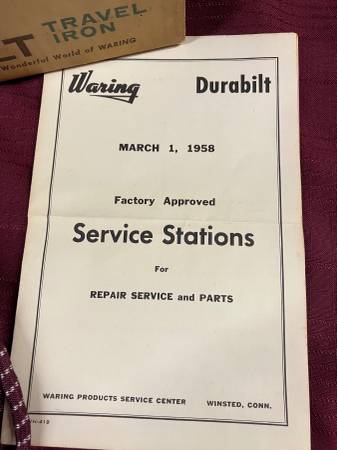 LT TRAVEL
IRON
Wonderful World of WARING
Waring Durabilt
MARCH 1, 1958
Factory Approved
Service Stations
For
REPAIR SERVICE and PARTS
WARING PRODUCTS SERVICE CENTER WINSTED, CONN.